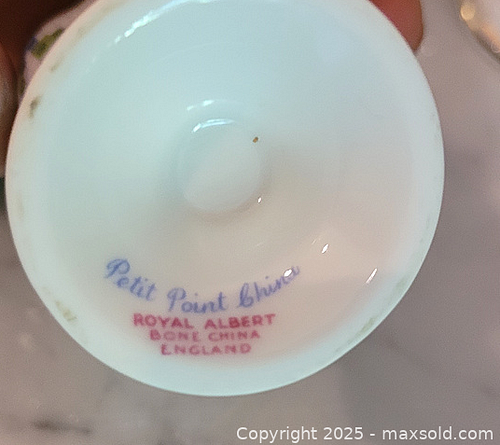 Petit Point China
ROYAL ALBERT
BONE CHINA
ENGLAND
Copyright 2025 - maxsold.com